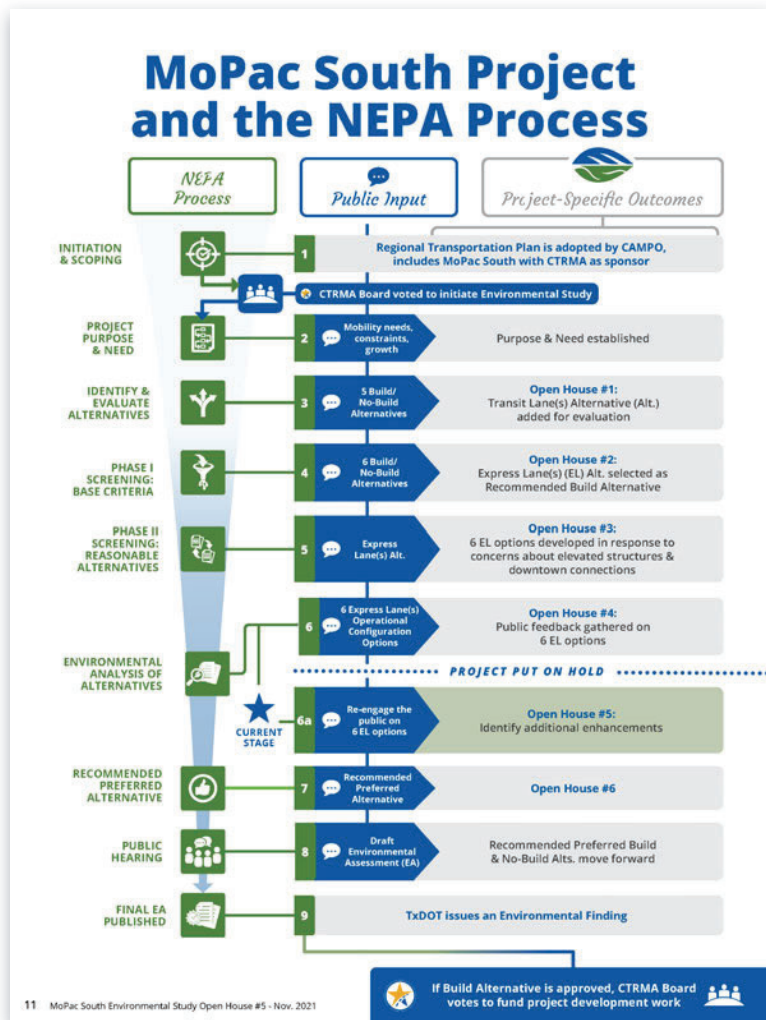 MoPac South Project
and the NEPA Process
NEPA
Process
Public Input
Project-Specific Outcomes
INITIATION
& SCOPING
1
Regional Transportation Plan is adopted by CAMPO,
includes MoPac South with CTRMA as sponsor
CTRMA Board voted to initiate Environmental Study
PROJECT
PURPOSE
& NEED
2
Mobility needs,
constraints,
growth
Purpose & Need established
IDENTIFY &
EVALUATE
ALTERNATIVES
3
5 Build/
No-Build
Alternatives
Open House #1:
Transit Lane(s) Alternative (Alt.)
added for evaluation
PHASE I
SCREENING:
BASE CRITERIA
4
6 Build/
No-Build
Alternatives
Open House #2:
Express Lane(s) (EL) Alt. selected as
Recommended Build Alternative
PHASE II
SCREENING:
REASONABLE
ALTERNATIVES
5
Express
Lane(s) Alt.
Open House #3:
6 EL options developed in response to
concerns about elevated structures &
downtown connections
6
6 Express Lane(s)
Operational
Configuration
Options
Open House #4:
Public feedback gathered on
6 EL options
ENVIRONMENTAL
ANALYSIS OF
ALTERNATIVES
PROJECT PUT ON HOLD
CURRENT
STAGE
6a
Re-engage the
public on
6 EL options
Open House #5:
Identify additional enhancements
RECOMMENDED
PREFERRED
ALTERNATIVE
7
Recommended
Preferred
Alternative
Open House #6
PUBLIC
HEARING
8
Draft
Environmental
Assessment (EA)
Recommended Preferred Build
& No-Build Alts. move forward
FINAL EA
PUBLISHED
9
TxDOT issues an Environmental Finding
If Build Alternative is approved, CTRMA Board
votes to fund project development work
11 MoPac South Environmental Study Open House #5 - Nov. 2021